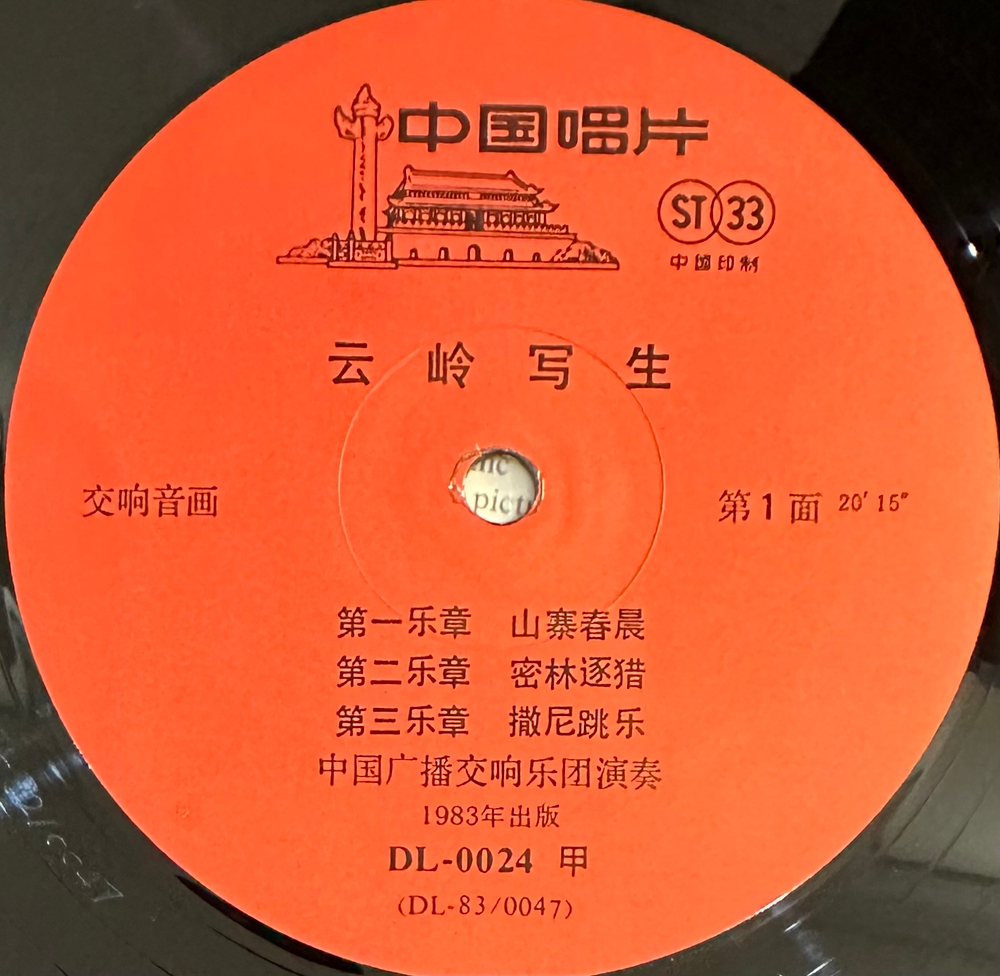 中国唱片
ST 33
中国印制
云岭写生
交响音画
第1面 20′15″
第一乐章 山寨春晨
第二乐章 密林逐猎
第三乐章 撒尼跳乐
中国广播交响乐团演奏
1983年出版
DL-0024 甲
(DL-83/0047)